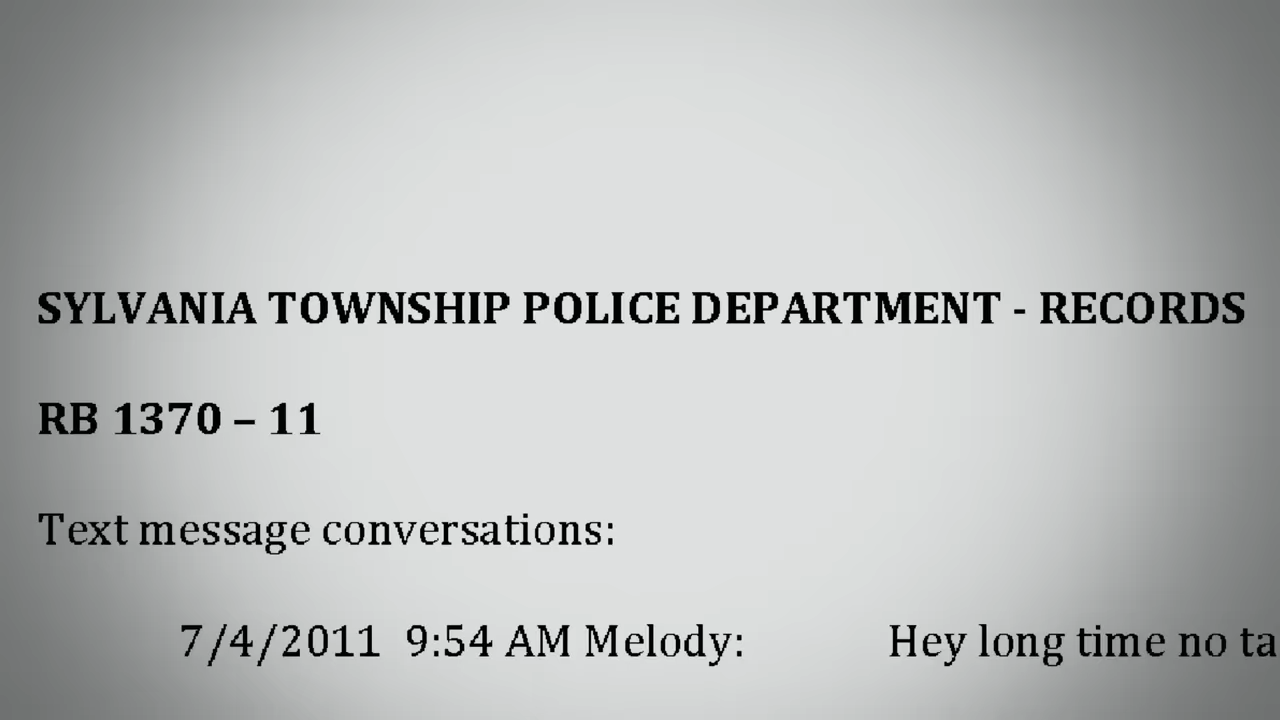 SYLVANIA TOWNSHIP POLICE DEPARTMENT - RECORDS
RB 1370 – 11
Text message conversations:
7/4/2011 9:54 AM Melody: Hey long time no ta